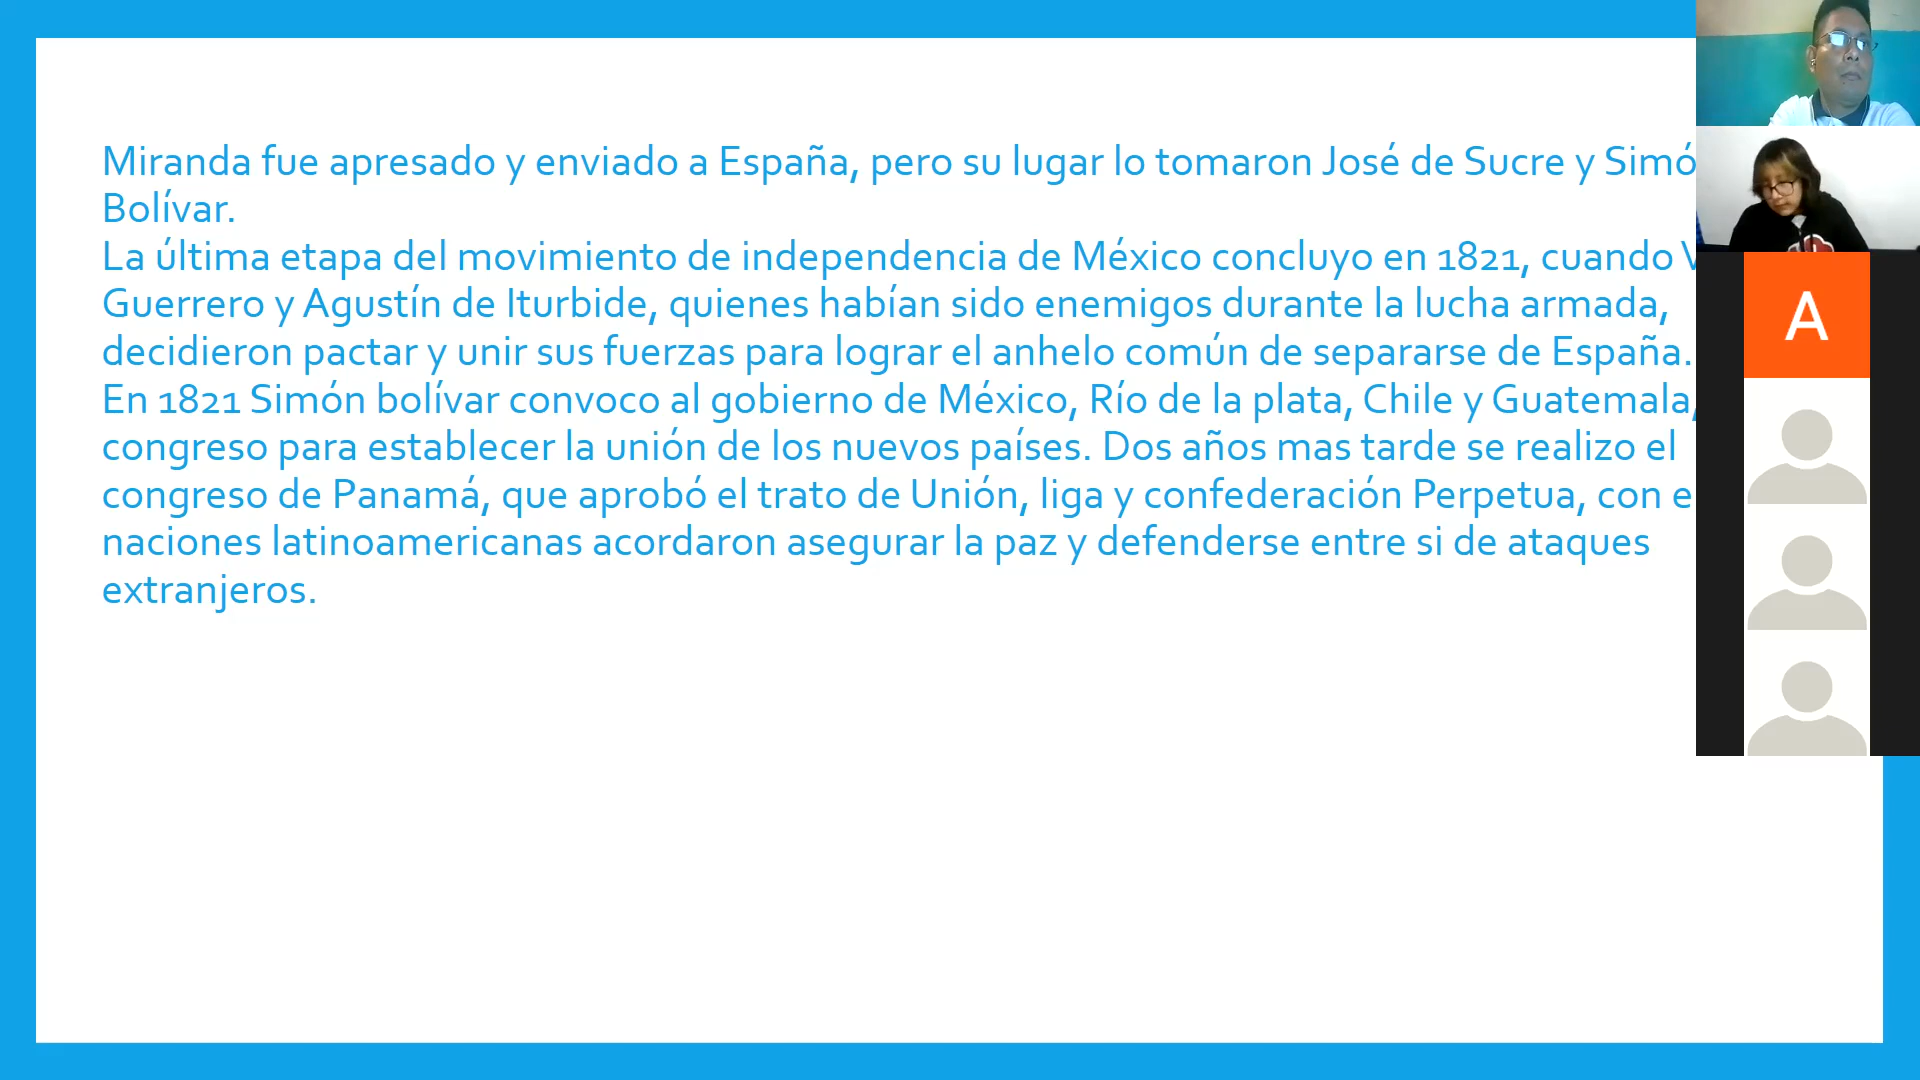 Miranda fue apresado y enviado a España, pero su lugar lo tomaron José de Sucre y Simó
Bolívar.
La última etapa del movimiento de independencia de México concluyo en 1821, cuando
Guerrero y Agustín de Iturbide, quienes habían sido enemigos durante la lucha armada,
decidieron pactar y unir sus fuerzas para lograr el anhelo común de separarse de España.
En 1821 Simón bolívar convoco al gobierno de México, Río de la plata, Chile y Guatemala,
congreso para establecer la unión de los nuevos países. Dos años mas tarde se realizo el
congreso de Panamá, que aprobó el trato de Unión, liga y confederación Perpetua, con e
naciones latinoamericanas acordaron asegurar la paz y defenderse entre si de ataques
extranjeros.
A